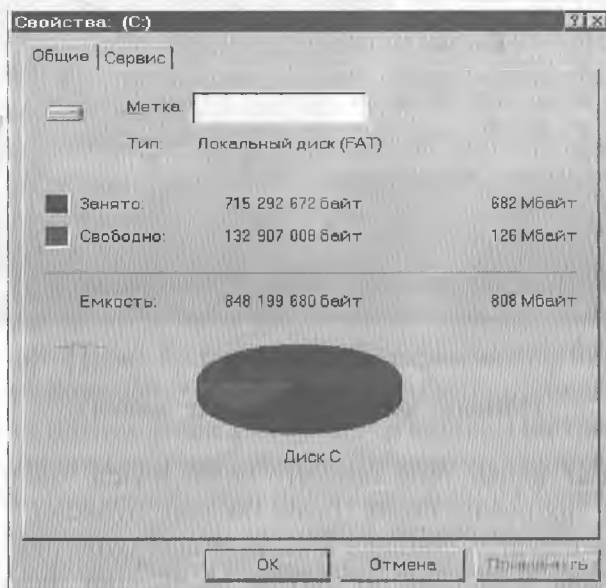 Свойства: (C:)
Общие Сервис
Метка
Тип: Локальный диск (FAT)
Занято: 715 292 672 байт 682 Мбайт
Свободно: 132 907 008 байт 126 Мбайт
Емкость: 848 199 680 байт 808 Мбайт
Диск C
OK Отмена